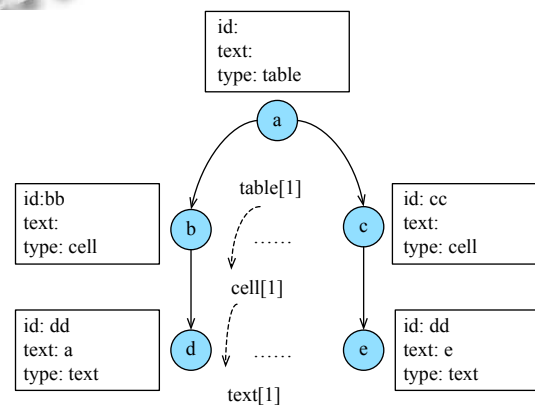 id:
text:
type: table
a
id:bb
text:
type: cell
b
table[1]
......
c
id: cc
text:
type: cell
cell[1]
id: dd
text: a
type: text
d
......
e
id: dd
text: e
type: text
text[1]